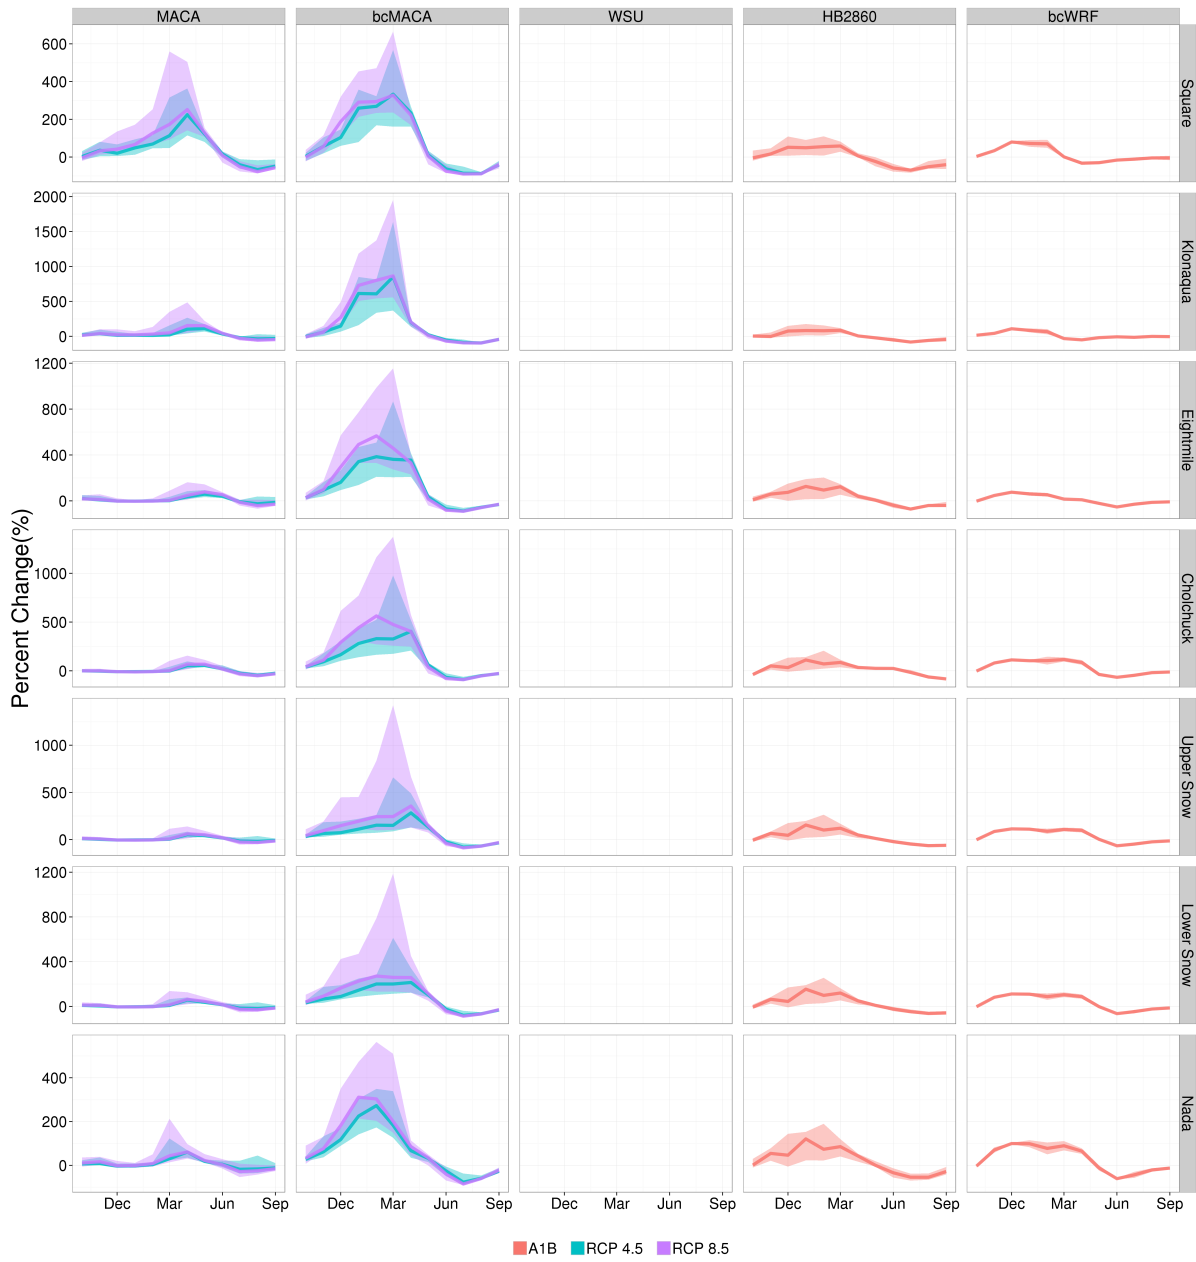 MACA bcMACA WSU HB2860 bcWRF
600
400
200
0
Square
2000
1500
1000
500
0
Klonaqua
1200
800
400
0
Eightmile
Percent Change(%)
1000
500
0
Cholchuck
1000
500
0
Upper Snow
1200
800
400
0
Lower Snow
400
200
0
Nada
Dec Mar Jun Sep Dec Mar Jun Sep Dec Mar Jun Sep Dec Mar Jun Sep Dec Mar Jun Sep
A1B RCP 4.5 RCP 8.5